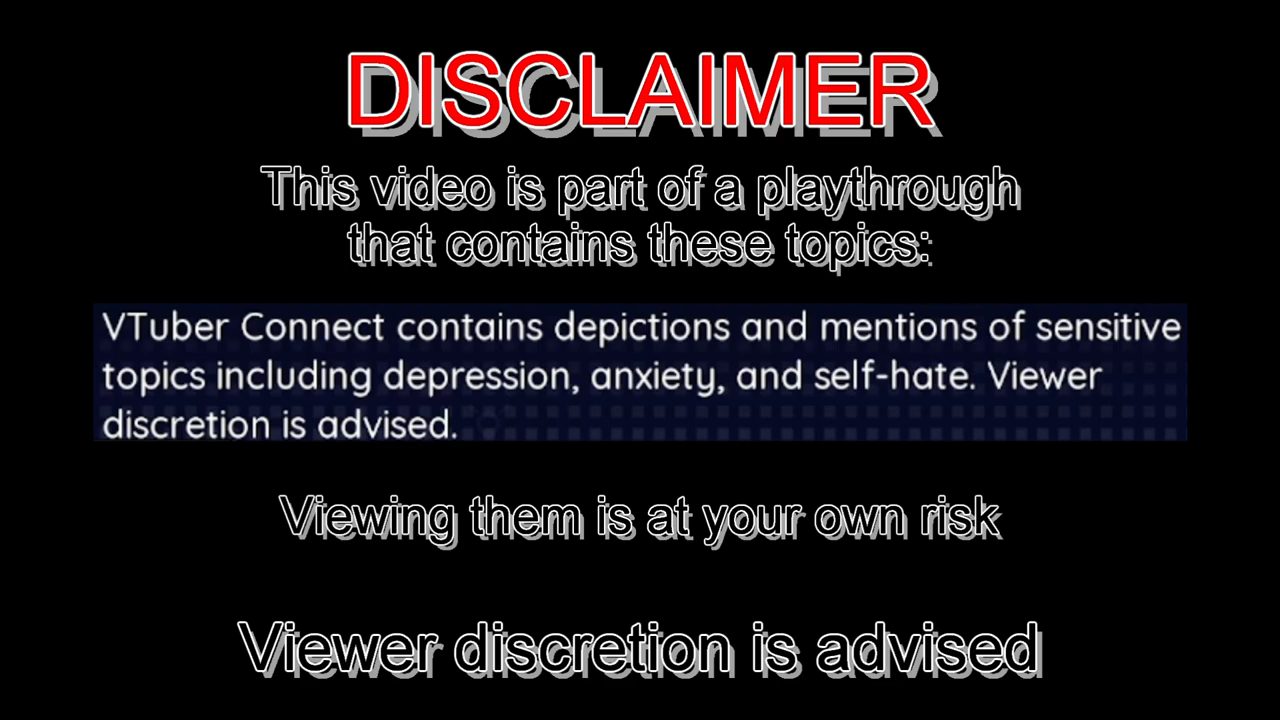 DISCLAIMER
This video is part of a playthrough
that contains these topics:
VTuber Connect contains depictions and mentions of sensitive
topics including depression, anxiety, and self-hate. Viewer
discretion is advised.
Viewing them is at your own risk
Viewer discretion is advised